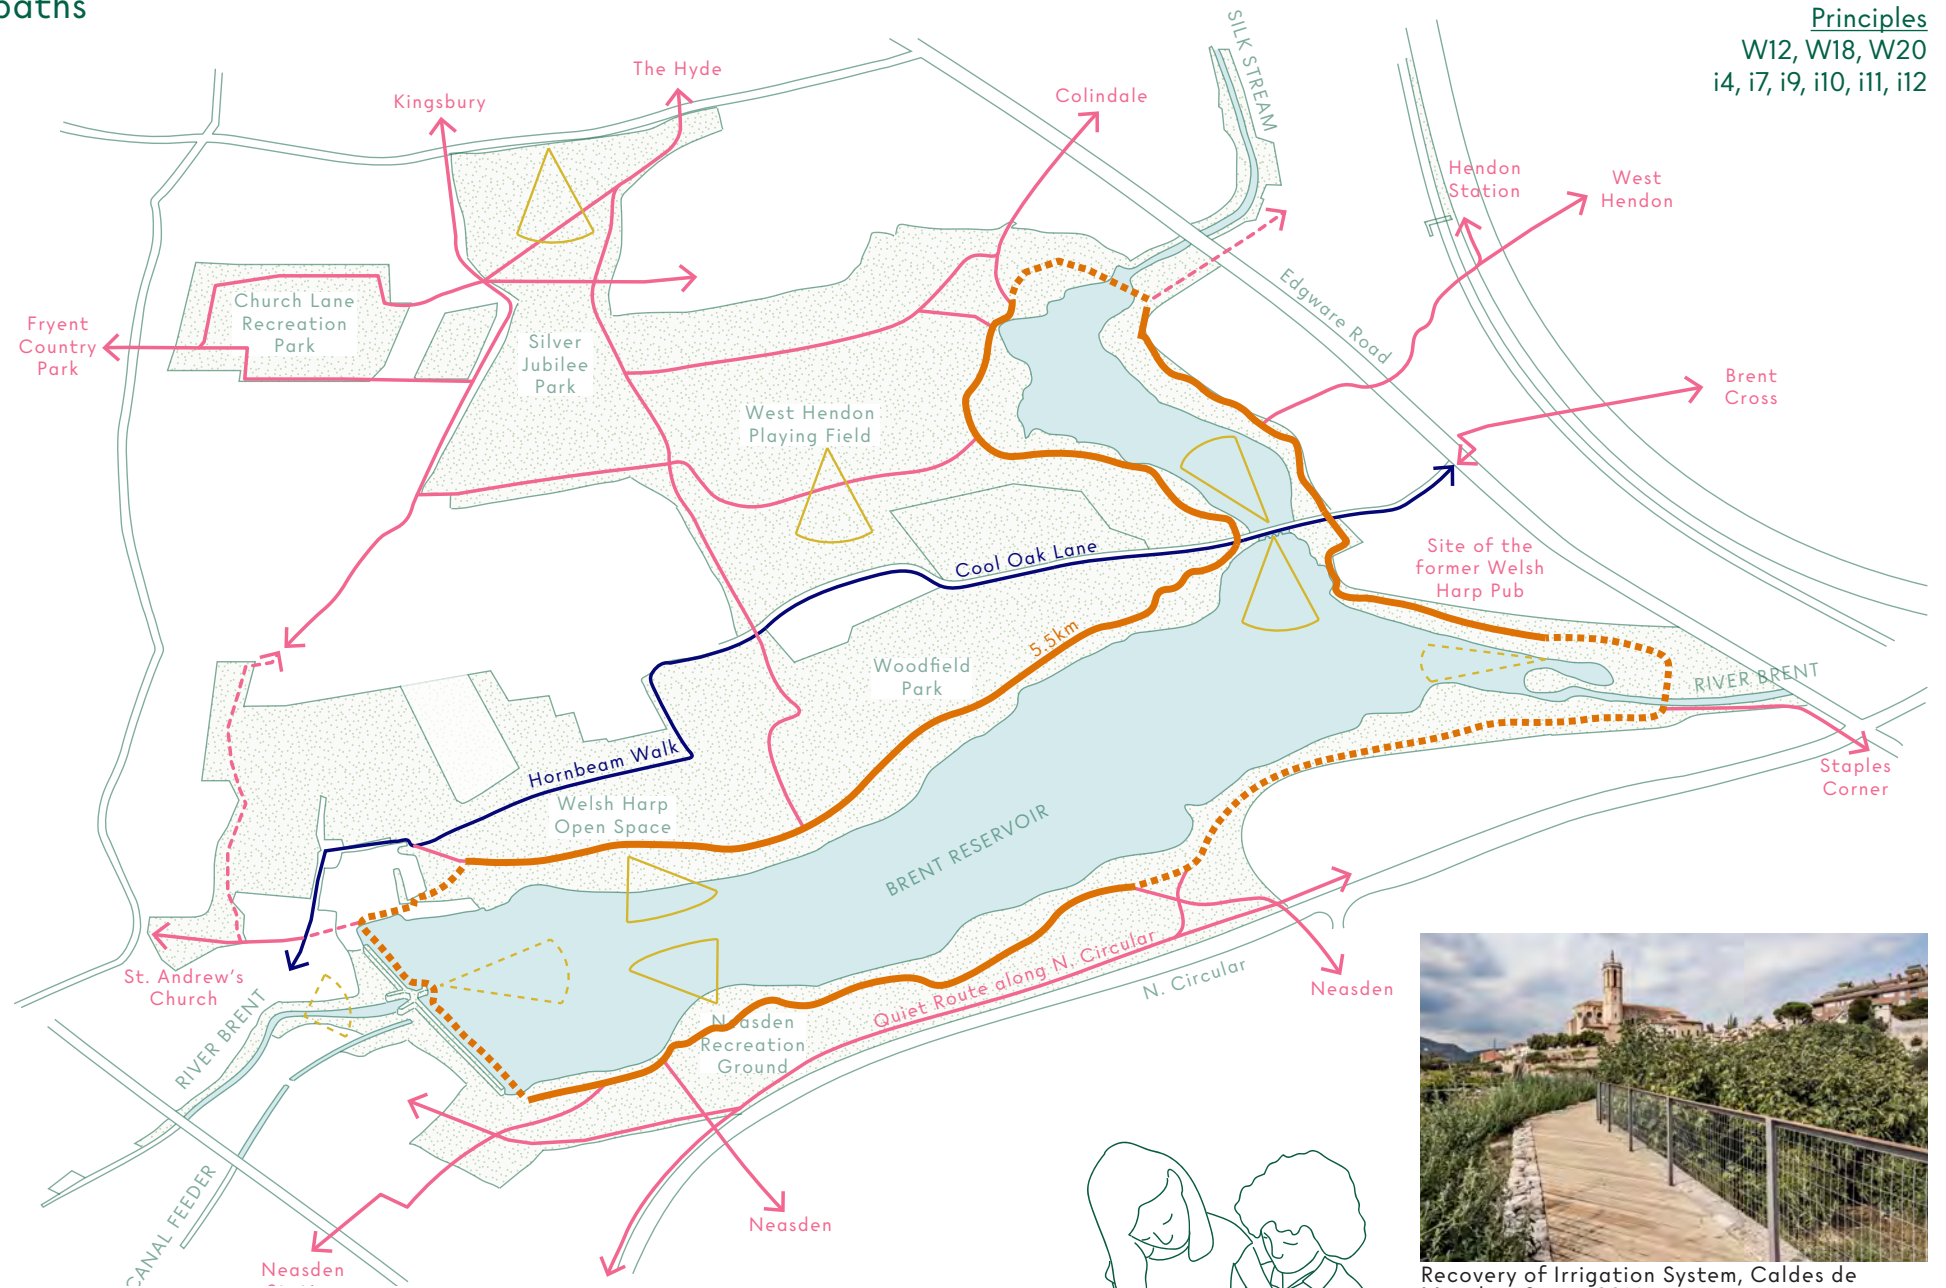 paths
Principles
W12, W18, W20
i4, i7, i9, i10, i11, i12
SILK STREAM
The Hyde
Kingsbury
Colindale
Hendon
Station
West
Hendon
Edgware Road
Church Lane
Recreation
Park
Fryent
Country
Park
Silver
Jubilee
Park
Brent
Cross
West Hendon
Playing Field
Cool Oak Lane
Site of the
former Welsh
Harp Pub
5.5km
Woodfield
Park
RIVER BRENT
Hornbeam Walk
Welsh Harp
Open Space
Staples
Corner
BRENT RESERVOIR
Quiet Route along N. Circular
N. Circular
St. Andrew's
Church
Neasden
RIVER BRENT
Neasden
Recreation
Ground
CANAL FEEDER
Neasden
Neasden
Recovery of Irrigation System, Caldes de